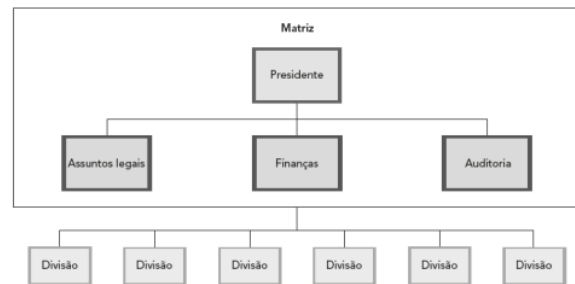 Matriz
Presidente
Assuntos legais
Finanças
Auditoria
Divisão
Divisão
Divisão
Divisão
Divisão
Divisão